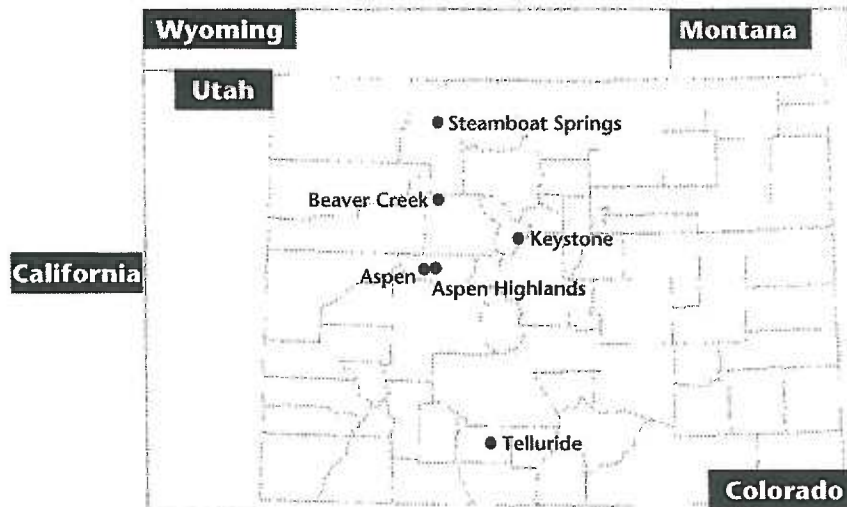 Wyoming
Montana
Utah
Steamboat Springs
Beaver Creek
Keystone
California
Aspen
Aspen Highlands
Telluride
Colorado